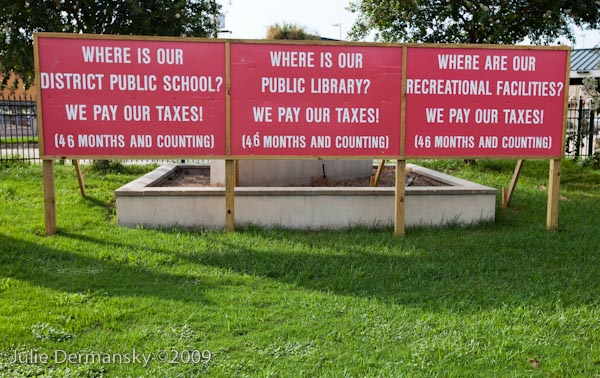 WHERE IS OUR
DISTRICT PUBLIC SCHOOL?
WE PAY OUR TAXES!
(46 MONTHS AND COUNTING)
WHERE IS OUR
PUBLIC LIBRARY?
WE PAY OUR TAXES!
(46 MONTHS AND COUNTING)
WHERE ARE OUR
RECREATIONAL FACILITIES?
WE PAY OUR TAXES!
(46 MONTHS AND COUNTING)
Julie Dermansky ©2009